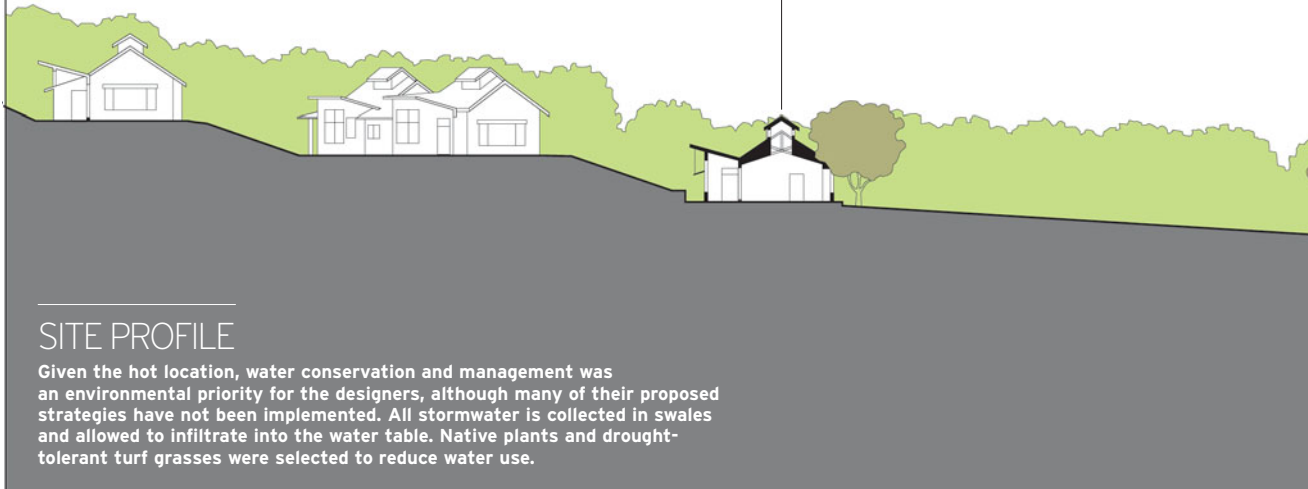 SITE PROFILE
Given the hot location, water conservation and management was
an environmental priority for the designers, although many of their proposed
strategies have not been implemented. All stormwater is collected in swales
and allowed to infiltrate into the water table. Native plants and drought-
tolerant turf grasses were selected to reduce water use.